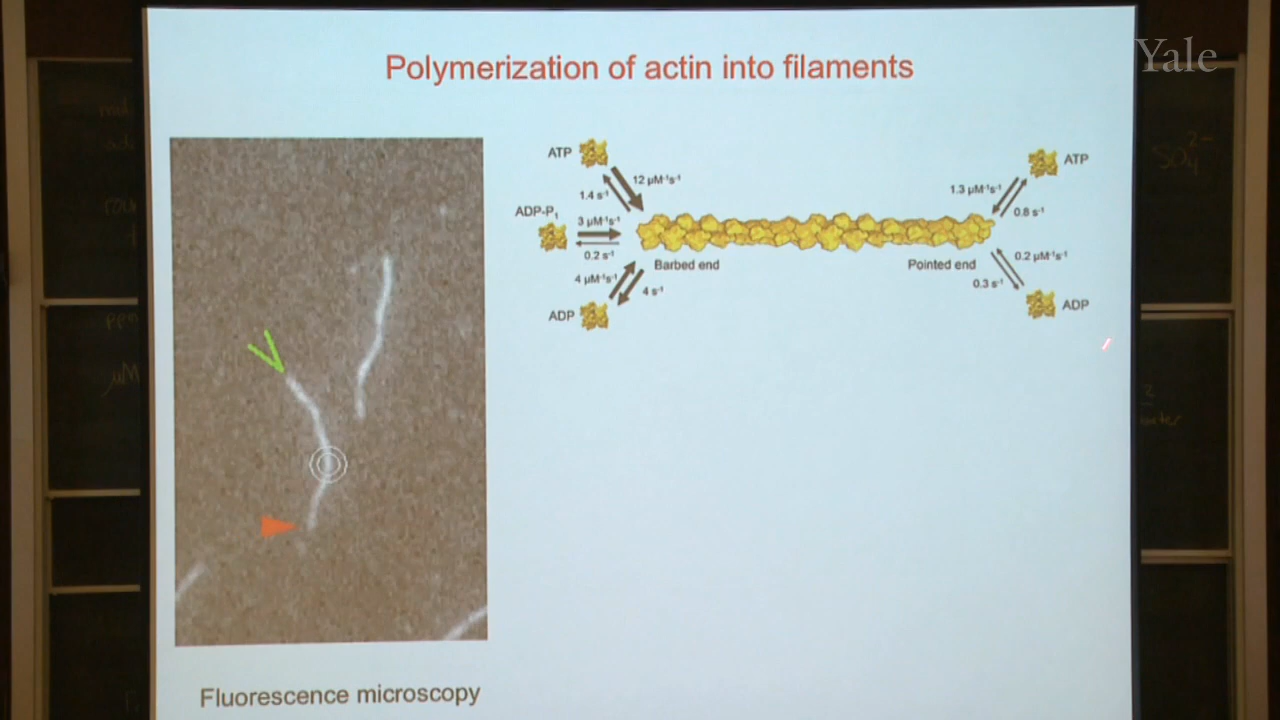 Yale
Polymerization of actin into filaments
ATP
12 µM⁻¹s⁻¹
1.4 s⁻¹
ADP-Pᵢ
3 µM⁻¹s⁻¹
0.2 s⁻¹
4 µM⁻¹s⁻¹
4 s⁻¹
ADP
Barbed end
Pointed end
ATP
1.3 µM⁻¹s⁻¹
0.8 s⁻¹
0.2 µM⁻¹s⁻¹
0.3 s⁻¹
ADP
Fluorescence microscopy
SO₄²⁻
µM